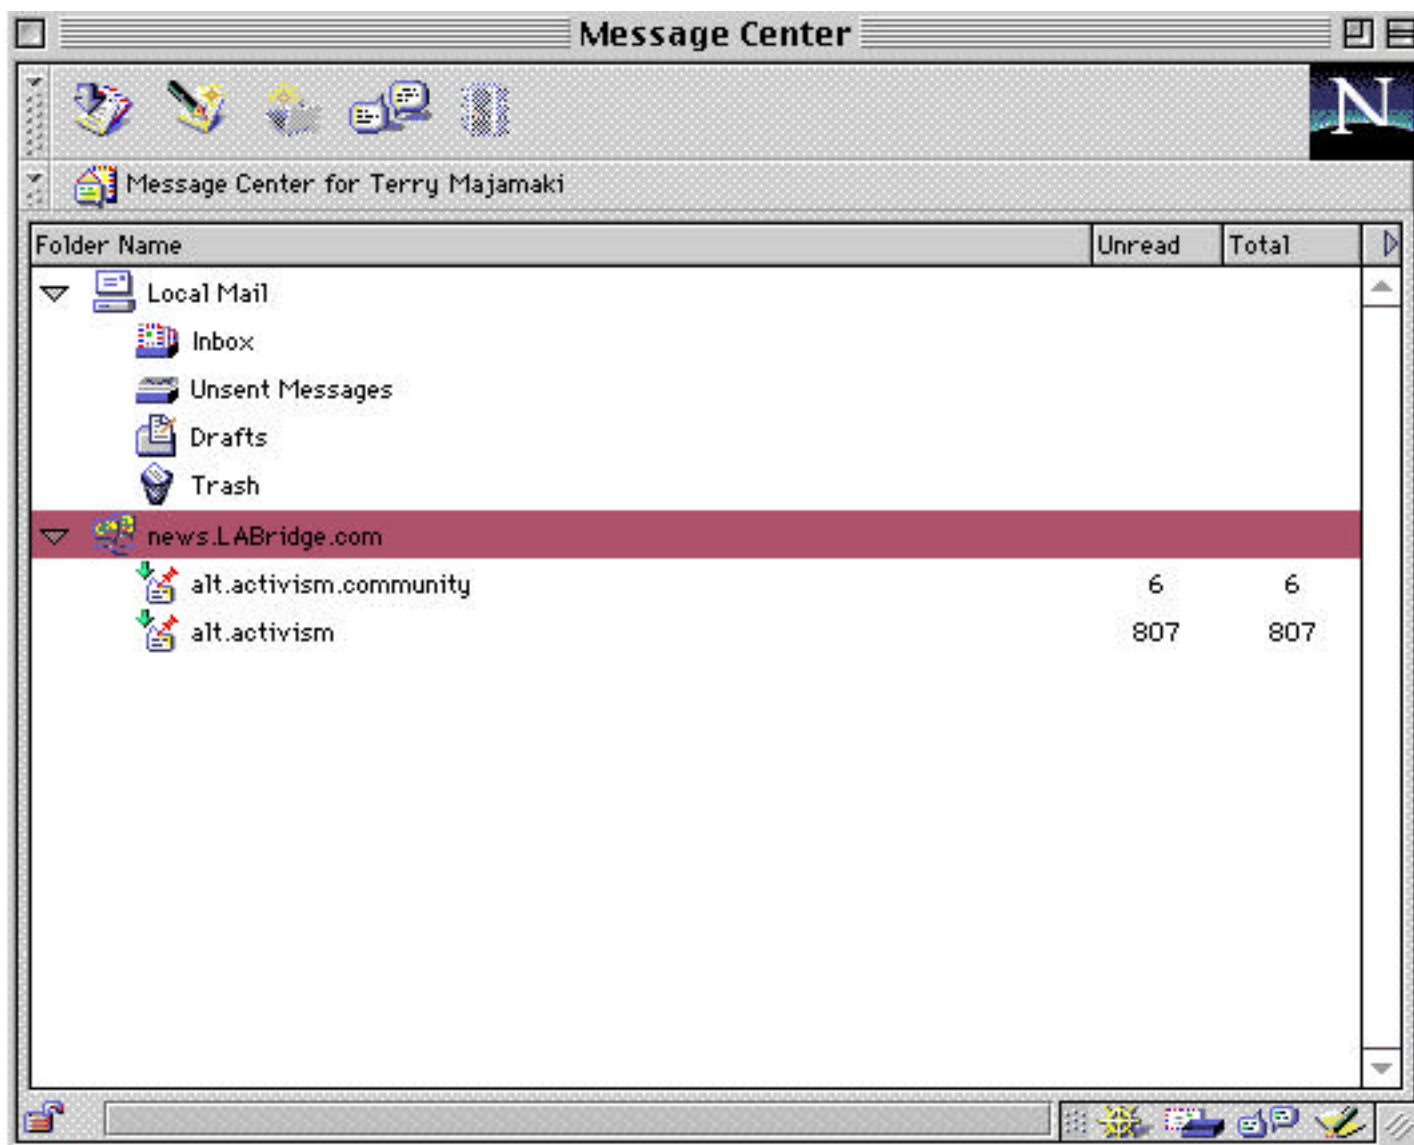 Message Center
N
Message Center for Terry Majamaki
Folder Name Unread Total
Local Mail
Inbox
Unsent Messages
Drafts
Trash
news.LABridge.com
alt.activism.community 6 6
alt.activism 807 807